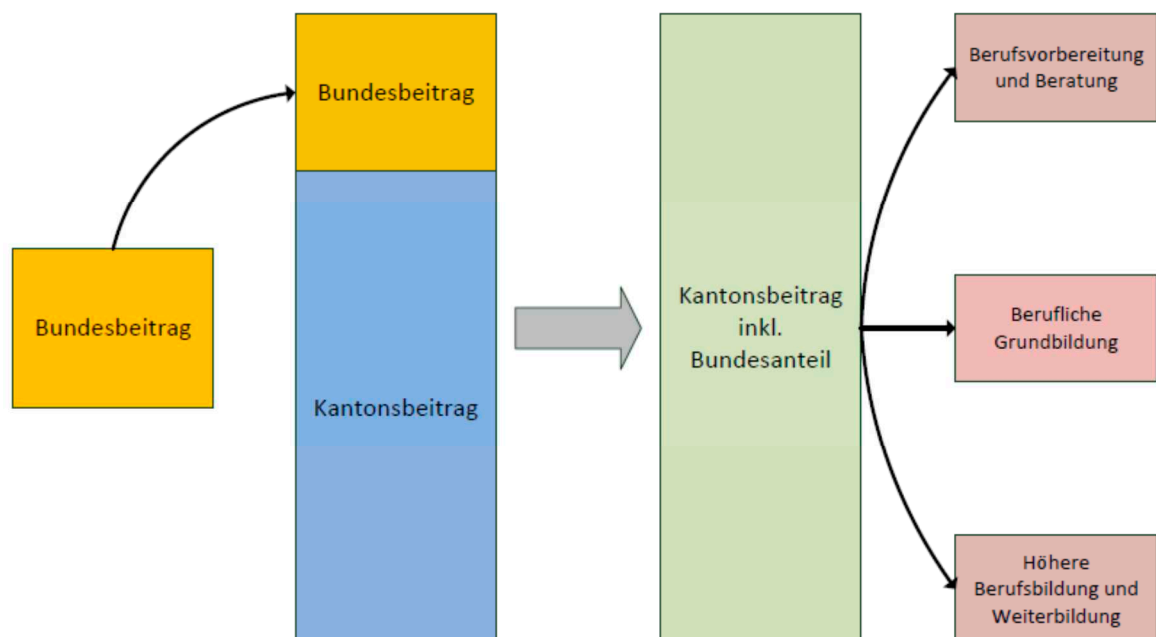 Bundesbeitrag
Bundesbeitrag
Kantonsbeitrag
Kantonsbeitrag
inkl.
Bundesanteil
Berufsvorbereitung
und Beratung
Berufliche
Grundbildung
Höhere
Berufsbildung und
Weiterbildung